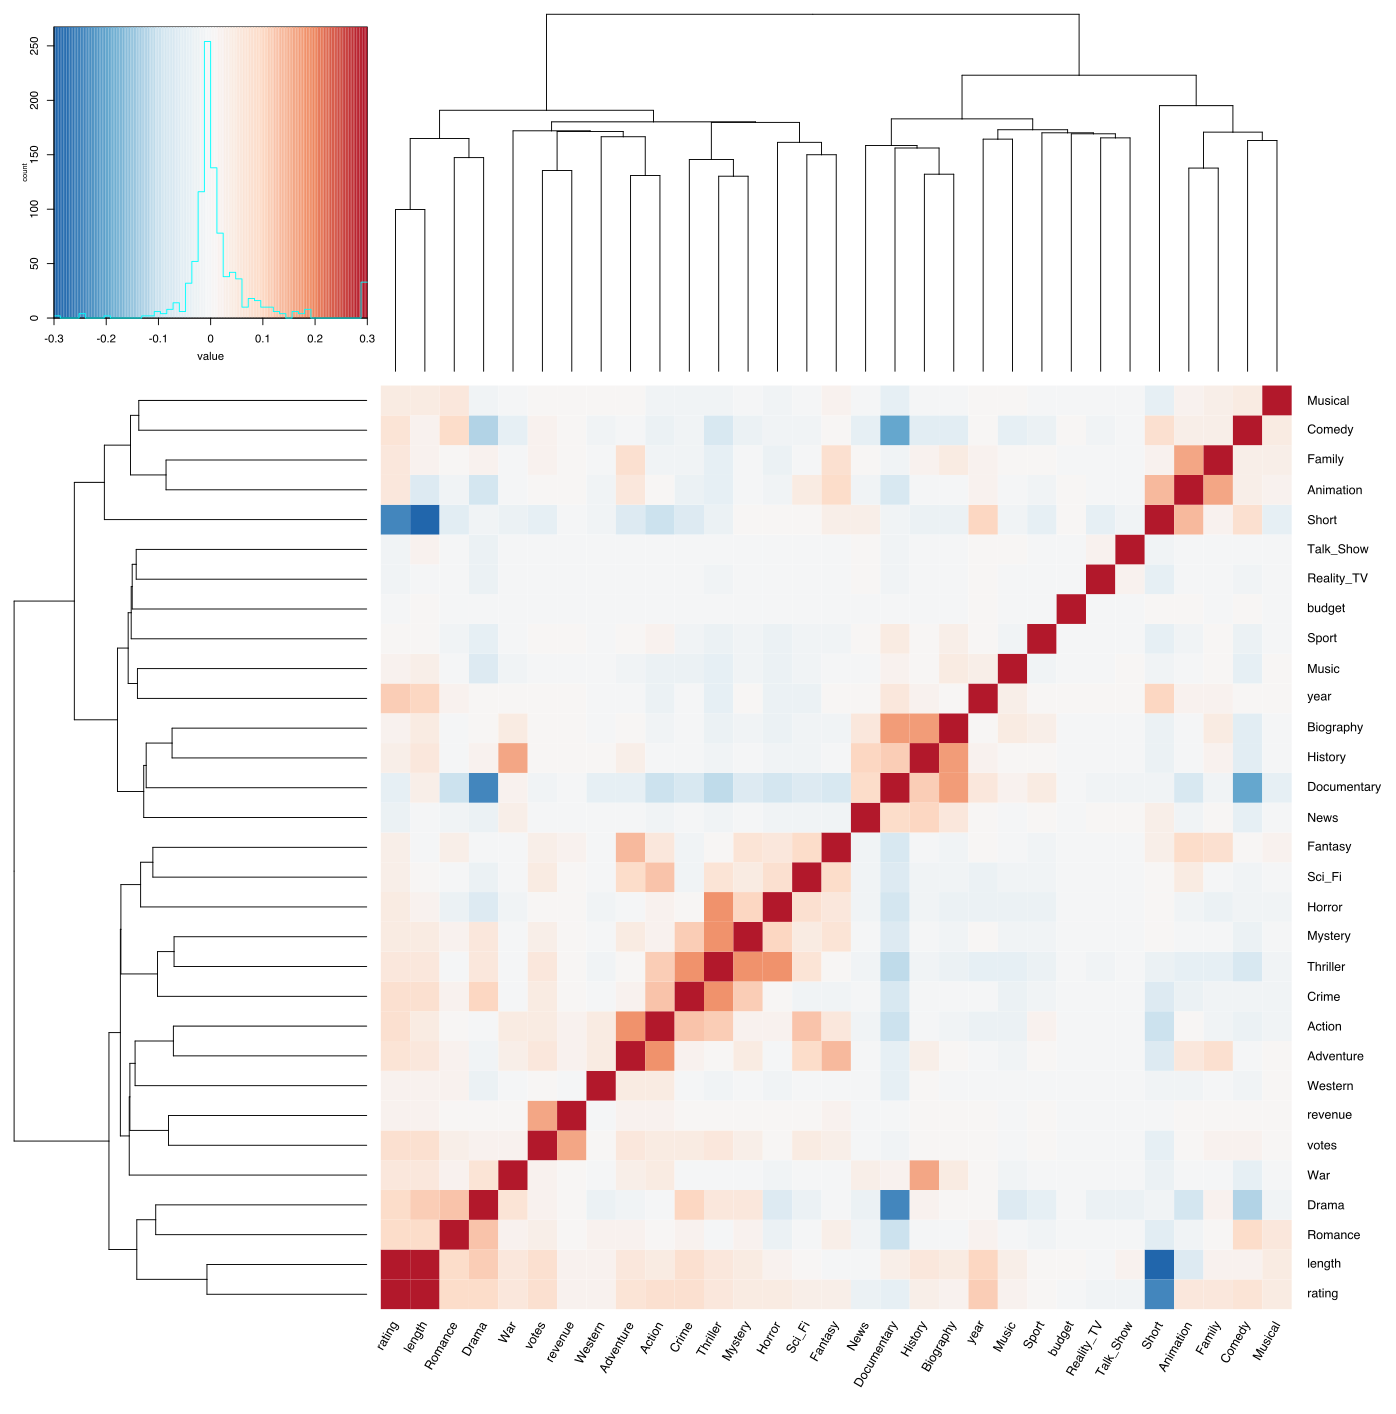 250
200
150
100
50
0
count
-0.3 -0.2 -0.1 0 0.1 0.2 0.3
value
Musical
Comedy
Family
Animation
Short
Talk_Show
Reality_TV
budget
Sport
Music
year
Biography
History
Documentary
News
Fantasy
Sci_Fi
Horror
Mystery
Thriller
Crime
Action
Adventure
Western
revenue
votes
War
Drama
Romance
length
rating
rating length Romance Drama War votes revenue Western Adventure Action Crime Thriller Mystery Horror Sci_Fi Fantasy News Documentary History Biography year Music Sport budget Reality_TV Talk_Show Short Animation Family Comedy Musical